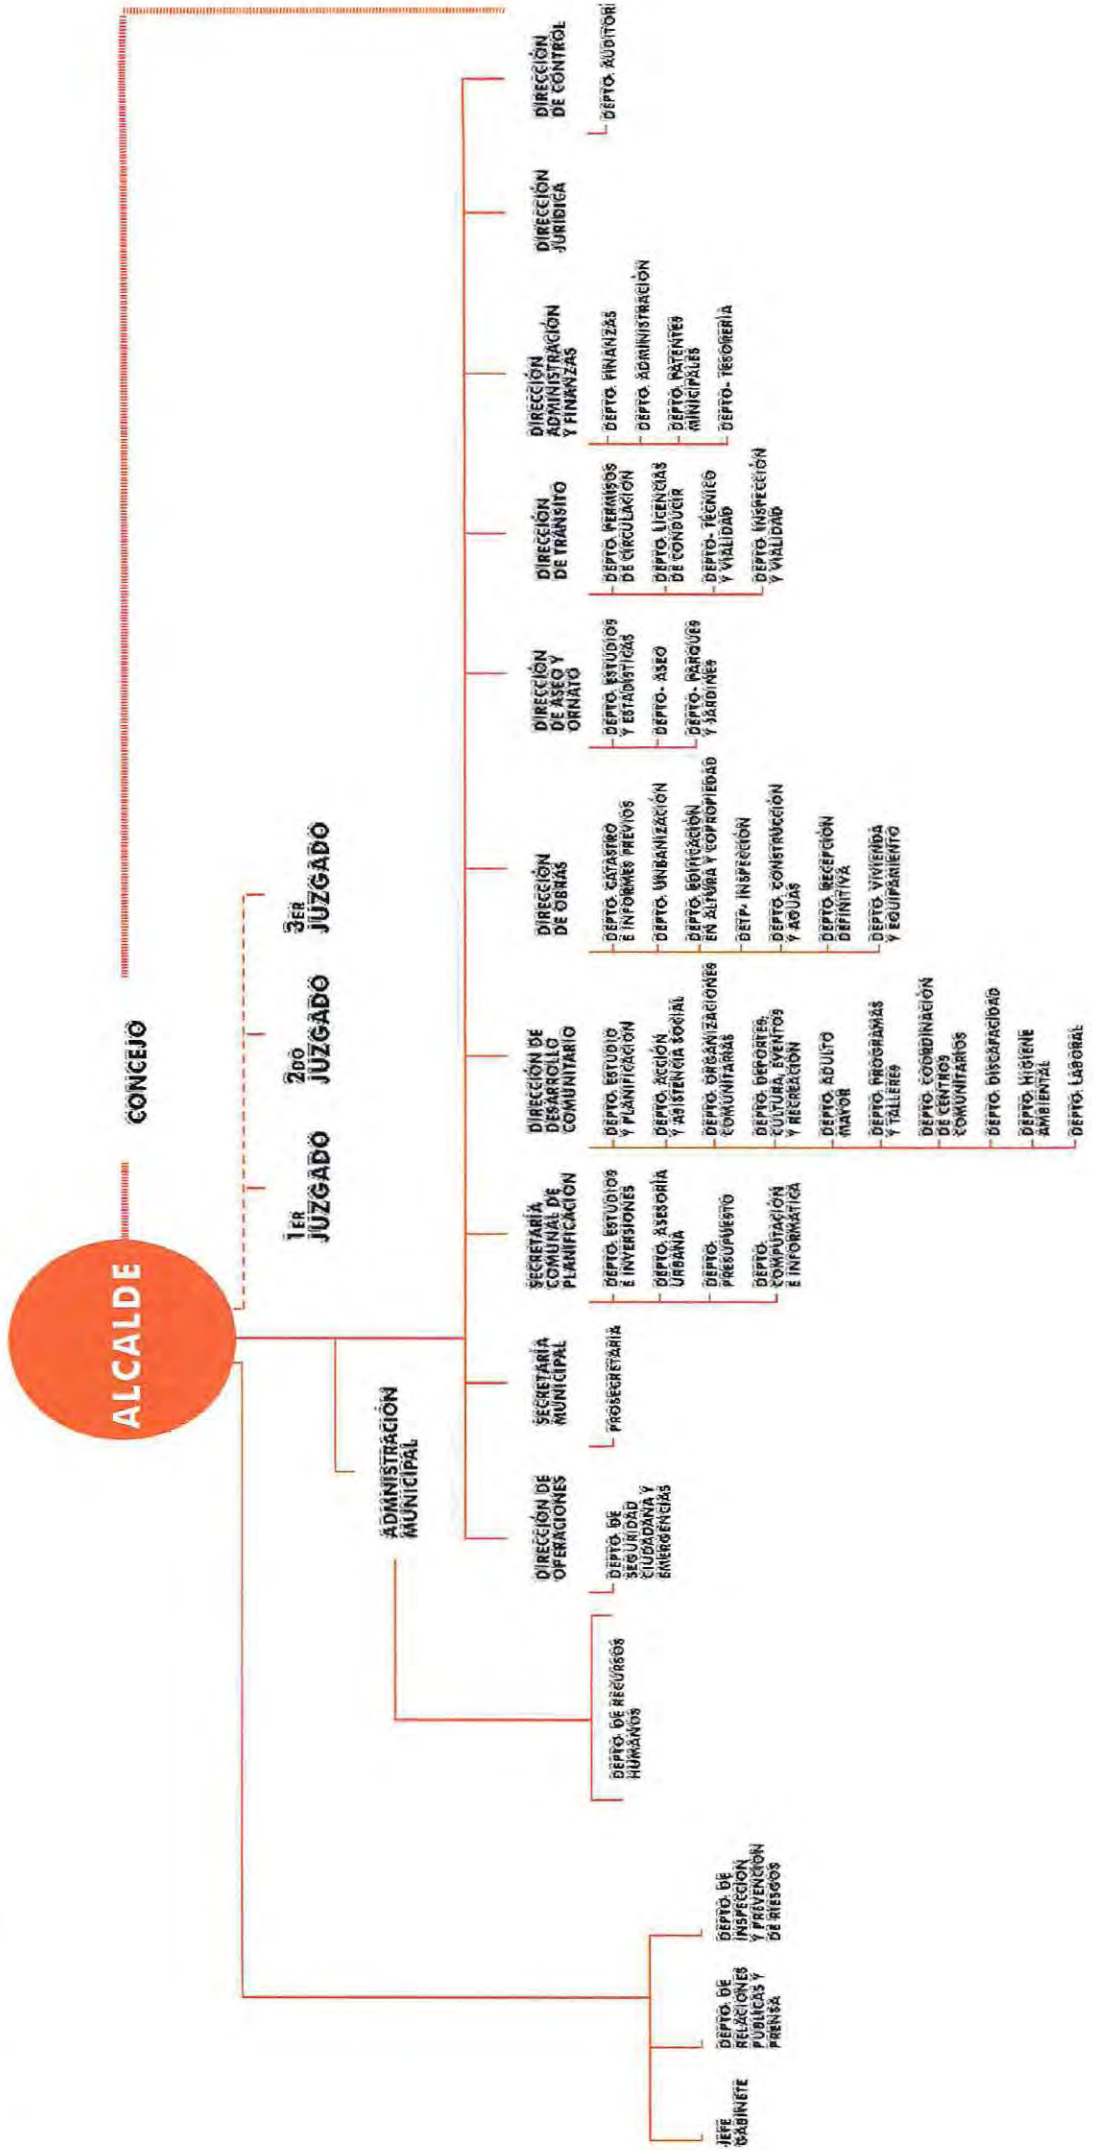 ALCALDE
CONCEJO
1ER
JUZGADO
2DO
JUZGADO
3ER
JUZGADO
ADMNISTRACIÓN
MUNICIPAL
JEFE
GABINETE
DEPTO. DE
RELACIONES
PÚBLICAS Y
PRENSA
DEPTO. DE
INSPECCIÓN
Y PREVENCIÓN
DE RIESGOS
DEPTO. DE RECURSOS
HUMANOS
DIRECCIÓN DE
OPERACIONES
DEPTO. DE
SEGURIDAD
CIUDADANA Y
EMERGENCIAS
SECRETARÍA
MUNICIPAL
PROSECRETARIA
SECRETARÍA
COMUNAL DE
PLANIFICACIÓN
DEPTO. ESTUDIOS
E INVERSIONES
DEPTO. ASESORÍA
URBANA
DEPTO.
PRESUPUESTO
DEPTO.
COMPUTACIÓN
E INFORMÁTICA
DIRECCIÓN DE
DESAROLLO
COMUNITARIO
DEPTO. ESTUDIO
Y PLANIFICACIÓN
DEPTO. ACCIÓN
Y ASISTENCIA SOCIAL
DEPTO. ORGANIZACIONES
COMUNITARIAS
DEPTO. DEPORTES,
CULTURA, EVENTOS
Y RECREACIÓN
DEPTO. ADULTO
MAYOR
DEPTO. PROGRAMAS
Y TALLERES
DEPTO. COORDINACIÓN
DE CENTROS
COMUNITARIOS
DEPTO. DISCAPACIDAD
DEPTO. HIGIENE
AMBIENTAL
DEPTO. LABORAL
DIRECCIÓN
DE OBRAS
DEPTO. CATASTRO
E INFORMES PREVIOS
DEPTO. URBANIZACIÓN
DEPTO. EDIFICACIÓN
EN ALTURA Y COPROPIEDAD
DETP. INSPECCIÓN
DEPTO. CONSTRUCCIÓN
Y AGUAS
DEPTO. RECEPCIÓN
DEFINITIVA
DEPTO. VIVIENDA
Y EQUIPAMIENTO
DIRECCIÓN
DE ASEO Y
ORNATO
DEPTO. ESTUDIOS
Y ESTADÍSTICAS
DEPTO. ASEO
DEPTO. PARQUES
Y JARDINES
DIRECCIÓN
DE TRÁNSITO
DEPTO. PERMISOS
DE CIRCULACIÓN
DEPTO. LICENCIAS
DE CONDUCIR
DEPTO. TÉCNICO
Y VIALIDAD
DEPTO. INSPECCIÓN
Y VIALIDAD
DIRECCIÓN
ADMINISTRACIÓN
Y FINANZAS
DEPTO. FINANZAS
DEPTO. ADMINISTRACIÓN
DEPTO. PATENTES
MINICIPALES
DEPTO. TESORERÍA
DIRECCIÓN
JURÍDICA
DIRECCIÓN
DE CONTROL
DEPTO. AUDITORI